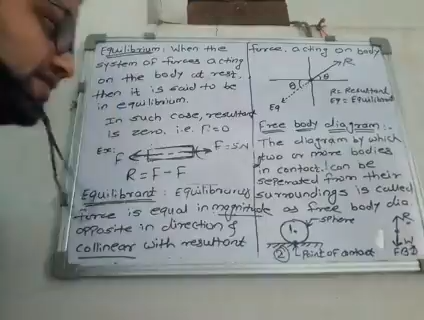 Equilibrium: When the
system of forces acting
on the body at rest,
then it is said to be
in equilibrium.
In such case, resultant
is zero, i.e.
Ex:
F
F = 5N
R = F - F
Equilibrant: Equilibrium
force is equal in magnitude
opposite in direction &
collinear with resultant
force, acting on body
R
θ
θ
Eq
R = Resultant
Eq = Equilibrant
Free body diagram:-
The diagram by which
two or more bodies
in contact can be
seperated from their
surroundings is called
as free body dia
Sphere
1
2
Point of contact
R
W
F B D